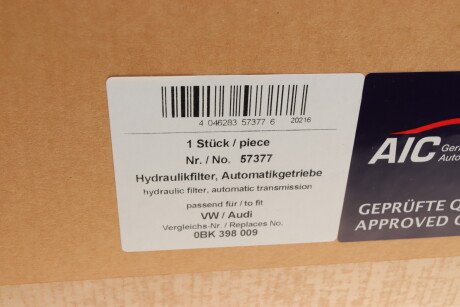 4 046283 57377 6 20216
1 Stück / piece
Nr. / No. 57377
Hydraulikfilter, Automatikgetriebe
hydraulic filter, automatic transmission
passend für / to fit
VW / Audi
Vergleichs-Nr. / Replaces No.
0BK 398 009
AIC
GEPRÜFTE
APPROVED